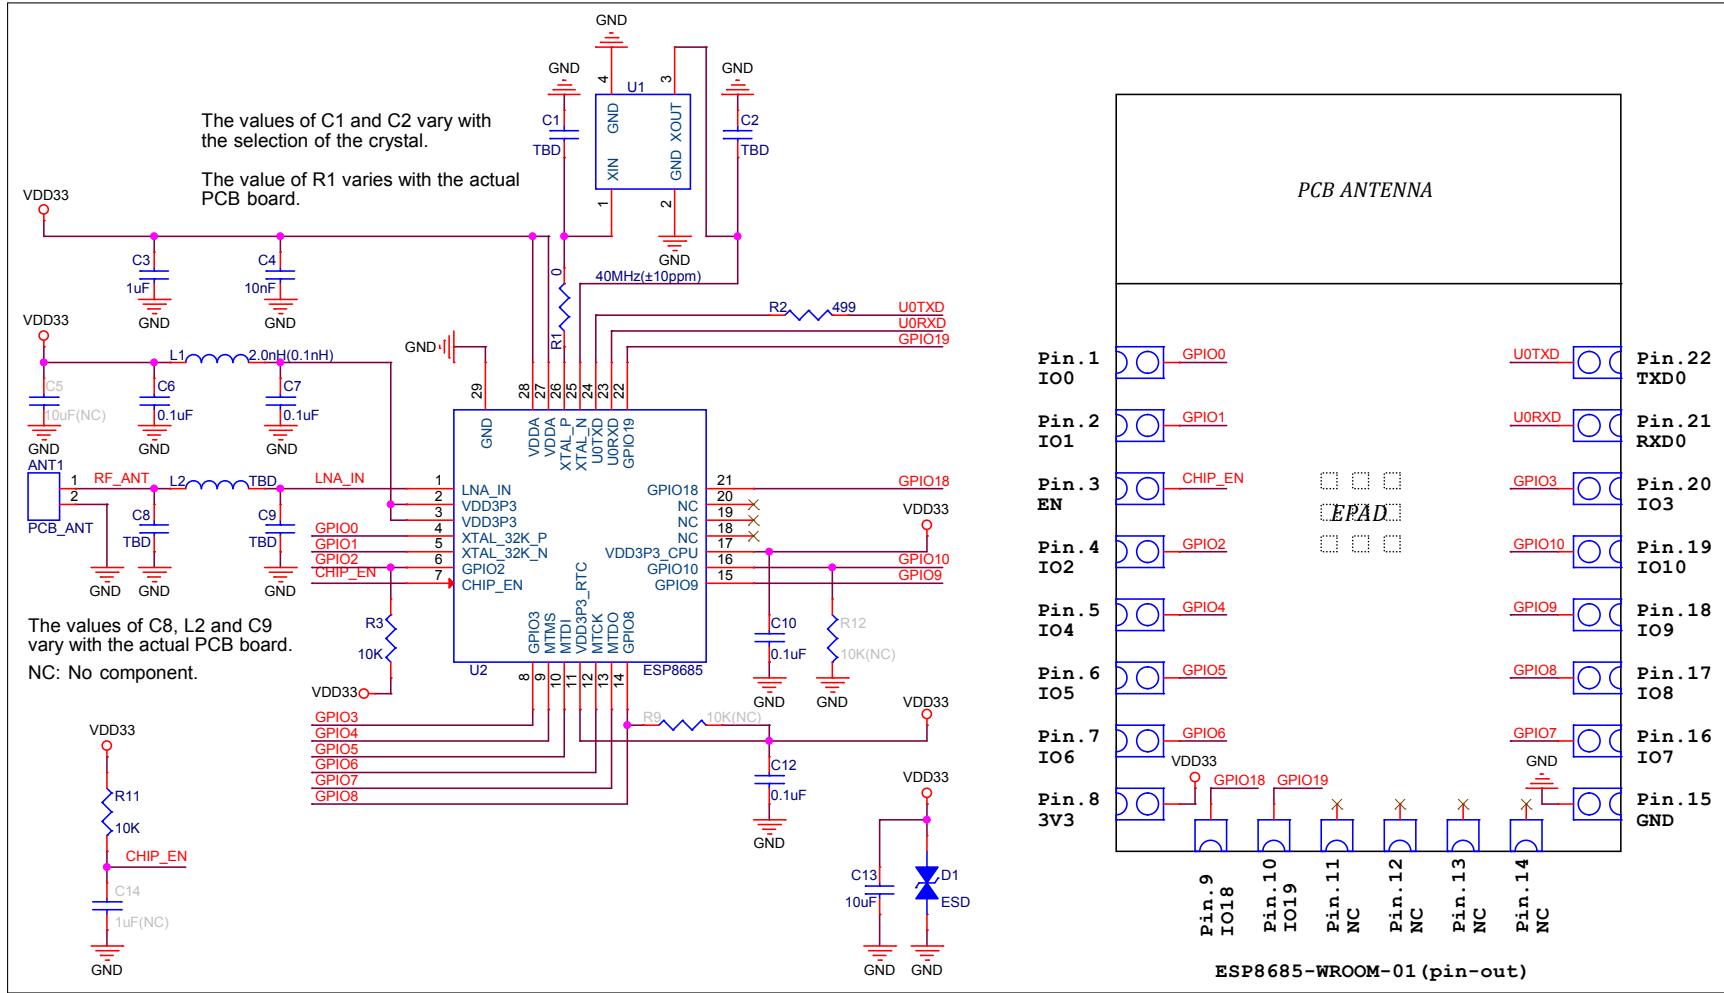 GND
GND
4
3
GND
U1
C1
TBD
GND
XOUT
XIN
GND
C2
TBD
1
2
GND
The values of C1 and C2 vary with
the selection of the crystal.
The value of R1 varies with the actual
PCB board.
VDD33
C3
1uF
GND
C4
10nF
GND
0
R1
40MHz(±10ppm)
R2
499
U0TXD
U0RXD
GPIO19
VDD33
L1
2.0nH(0.1nH)
GND
C5
10uF(NC)
GND
C6
0.1uF
GND
C7
0.1uF
GND
29
28
27
26
25
24
23
22
GND
VDDA
VDDA
XTAL_P
XTAL_N
U0TXD
U0RXD
GPIO19
ANT1
1
2
PCB_ANT
RF_ANT
L2
TBD
LNA_IN
C8
TBD
C9
TBD
GND
GND
GND
GPIO0
GPIO1
GPIO2
CHIP_EN
1
2
3
4
5
6
7
LNA_IN
VDD3P3
VDD3P3
XTAL_32K_P
XTAL_32K_N
GPIO2
CHIP_EN
21
20
19
18
17
16
15
GPIO18
NC
NC
NC
VDD3P3_CPU
GPIO10
GPIO9
GPIO18
VDD33
GPIO10
GPIO9
GPIO3
MTMS
MTDI
VDD3P3_RTC
MTCK
MTDO
GPIO8
U2
ESP8685
8
9
10
11
12
13
14
The values of C8, L2 and C9
vary with the actual PCB board.
NC: No component.
R3
10K
VDD33
C10
0.1uF
GND
R12
10K(NC)
GND
GPIO3
GPIO4
GPIO5
GPIO6
GPIO7
GPIO8
R9
10K(NC)
VDD33
C12
0.1uF
GND
VDD33
R11
10K
CHIP_EN
C14
1uF(NC)
GND
VDD33
C13
10uF
D1
ESD
GND
GND
PCB ANTENNA
EPAD
Pin.1
IO0
GPIO0
Pin.2
IO1
GPIO1
Pin.3
EN
CHIP_EN
Pin.4
IO2
GPIO2
Pin.5
IO4
GPIO4
Pin.6
IO5
GPIO5
Pin.7
IO6
GPIO6
Pin.8
3V3
VDD33
GPIO18
GPIO19
Pin.9
IO18
Pin.10
IO19
Pin.11
NC
Pin.12
NC
Pin.13
NC
Pin.14
NC
U0TXD
Pin.22
TXD0
U0RXD
Pin.21
RXD0
GPIO3
Pin.20
IO3
GPIO10
Pin.19
IO10
GPIO9
Pin.18
IO9
GPIO8
Pin.17
IO8
GPIO7
Pin.16
IO7
GND
Pin.15
GND
ESP8685-WROOM-01(pin-out)